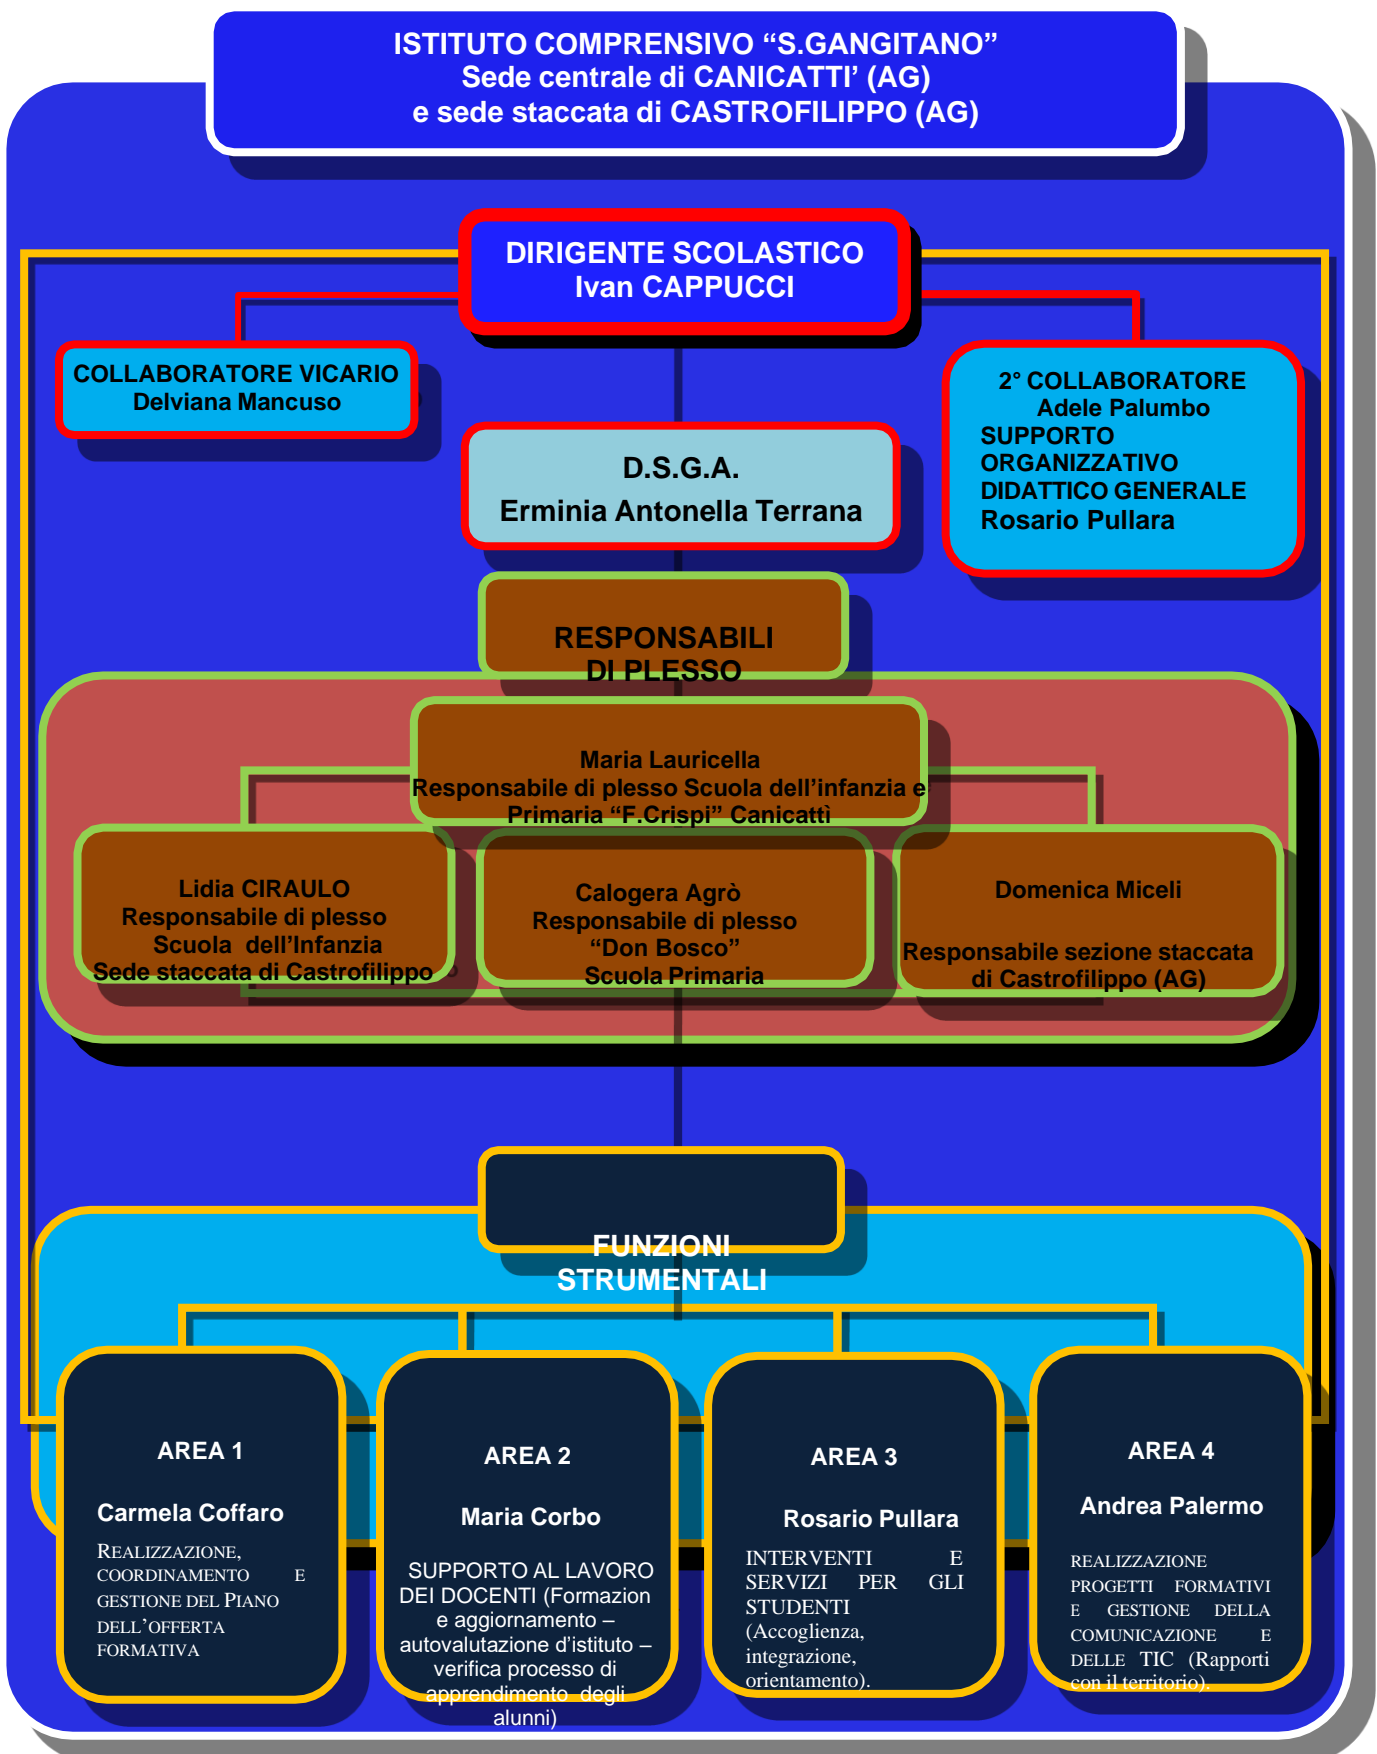 ISTITUTO COMPRENSIVO “S.GANGITANO”
Sede centrale di CANICATTI’ (AG)
e sede staccata di CASTROFILIPPO (AG)
DIRIGENTE SCOLASTICO
Ivan CAPPUCCI
COLLABORATORE VICARIO
Delviana Mancuso
2° COLLABORATORE
Adele Palumbo
SUPPORTO
ORGANIZZATIVO
DIDATTICO GENERALE
Rosario Pullara
D.S.G.A.
Erminia Antonella Terrana
RESPONSABILI
DI PLESSO
Maria Lauricella
Responsabile di plesso Scuola dell’infanzia e
Primaria “F.Crispi” Canicattì
Lidia CIRAULO
Responsabile di plesso
Scuola dell’Infanzia
Sede staccata di Castrofilippo
Calogera Agrò
Responsabile di plesso
“Don Bosco”
Scuola Primaria
Domenica Miceli
Responsabile sezione staccata
di Castrofilippo (AG)
FUNZIONI
STRUMENTALI
AREA 1
Carmela Coffaro
REALIZZAZIONE,
COORDINAMENTO E
GESTIONE DEL PIANO
DELL’OFFERTA
FORMATIVA
AREA 2
Maria Corbo
SUPPORTO AL LAVORO
DEI DOCENTI (Formazion
e aggiornamento –
autovalutazione d’istituto –
verifica processo di
apprendimento degli
alunni)
AREA 3
Rosario Pullara
INTERVENTI E
SERVIZI PER GLI
STUDENTI
(Accoglienza,
integrazione,
orientamento).
AREA 4
Andrea Palermo
REALIZZAZIONE
PROGETTI FORMATIVI
E GESTIONE DELLA
COMUNICAZIONE E
DELLE TIC (Rapporti
con il territorio).